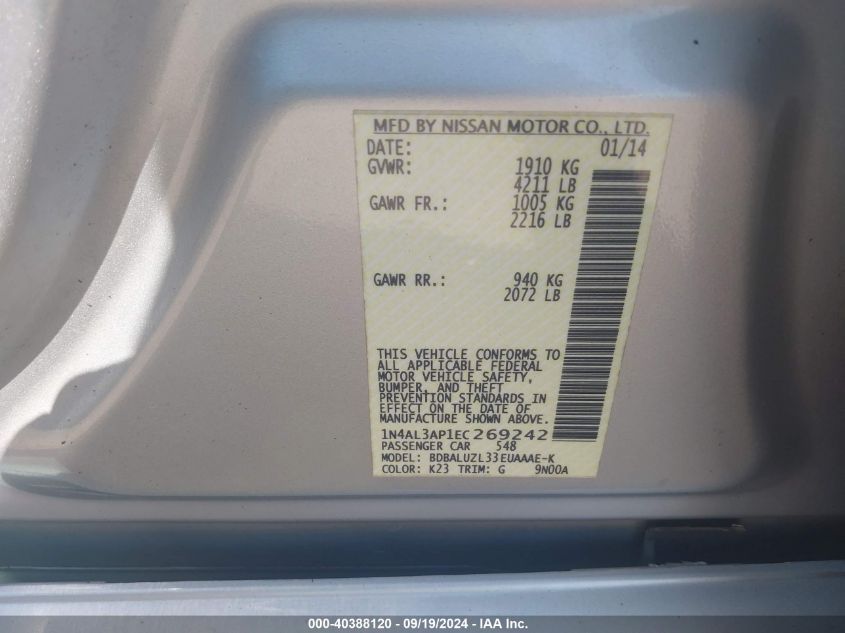 MFD BY NISSAN MOTOR CO., LTD.
DATE: 01/14
GVWR: 1910 KG
4211 LB
GAWR FR.: 1005 KG
2216 LB
GAWR RR.: 940 KG
2072 LB
THIS VEHICLE CONFORMS TO
ALL APPLICABLE FEDERAL
MOTOR VEHICLE SAFETY,
BUMPER, AND THEFT
PREVENTION STANDARDS IN
EFFECT ON THE DATE OF
MANUFACTURE SHOWN ABOVE.
1N4AL3AP1EC269242
PASSENGER CAR 548
MODEL: BDBALUZL33EUAAAE-K
COLOR: K23 TRIM: G 9N00A
000-40388120 - 09/19/2024 - IAA Inc.